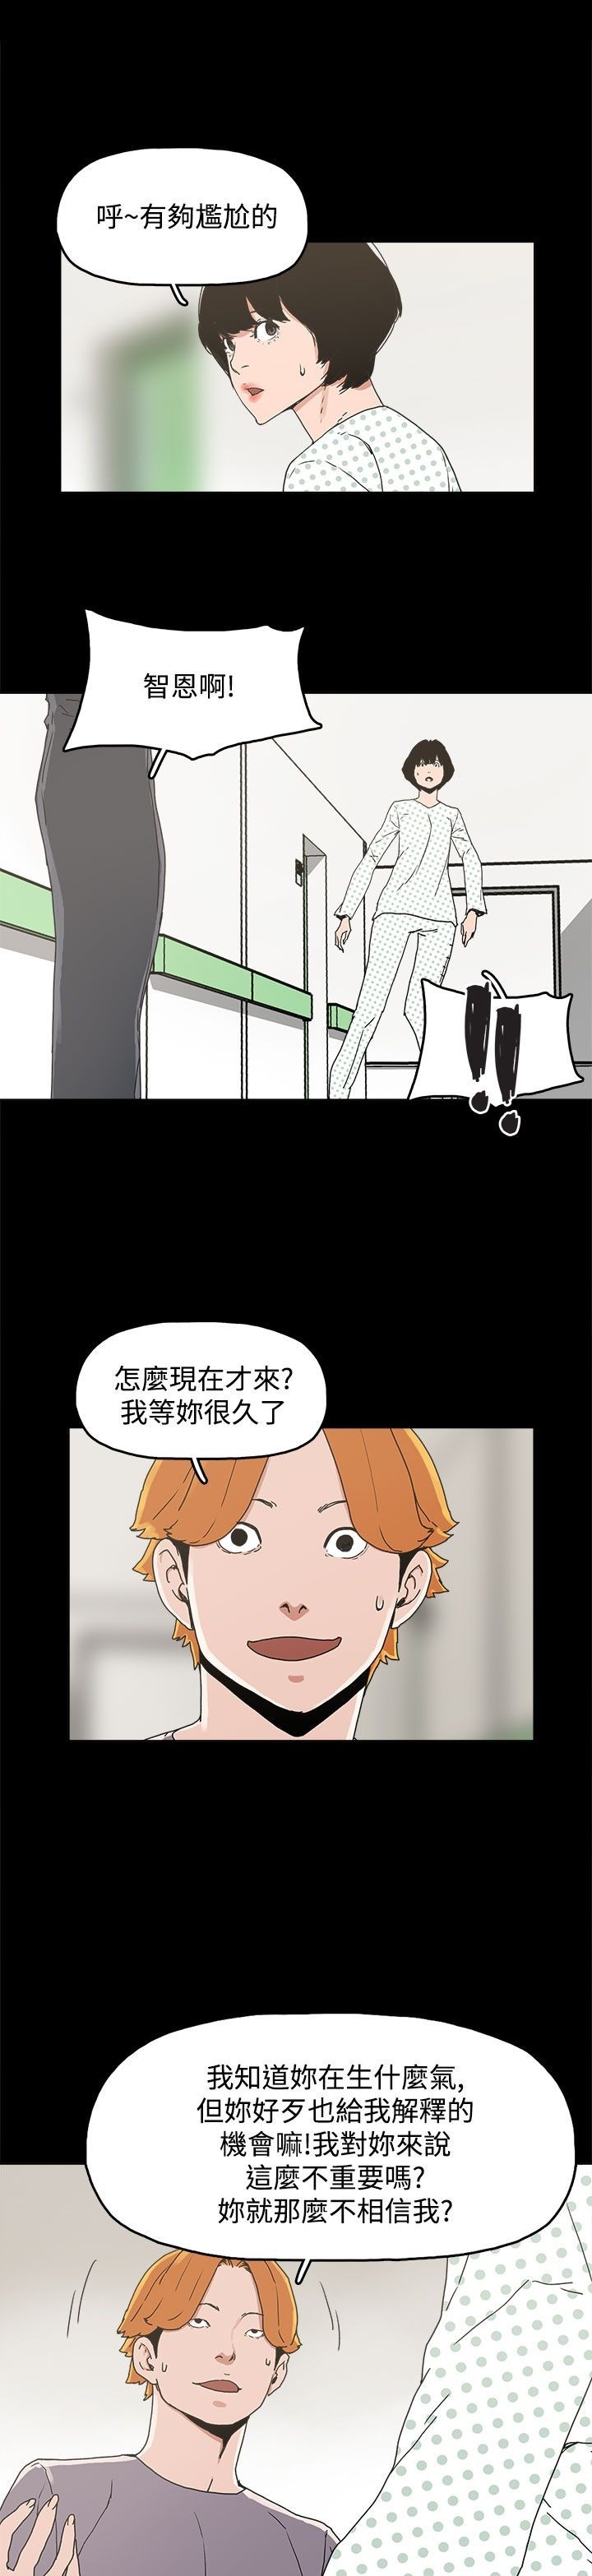 呼~有夠尷尬的
智恩啊!
!!
怎麼現在才來?
我等妳很久了
我知道妳在生什麼氣,
但妳好歹也給我解釋的
機會嘛!我對妳來說
這麼不重要嗎?
妳就那麼不相信我?